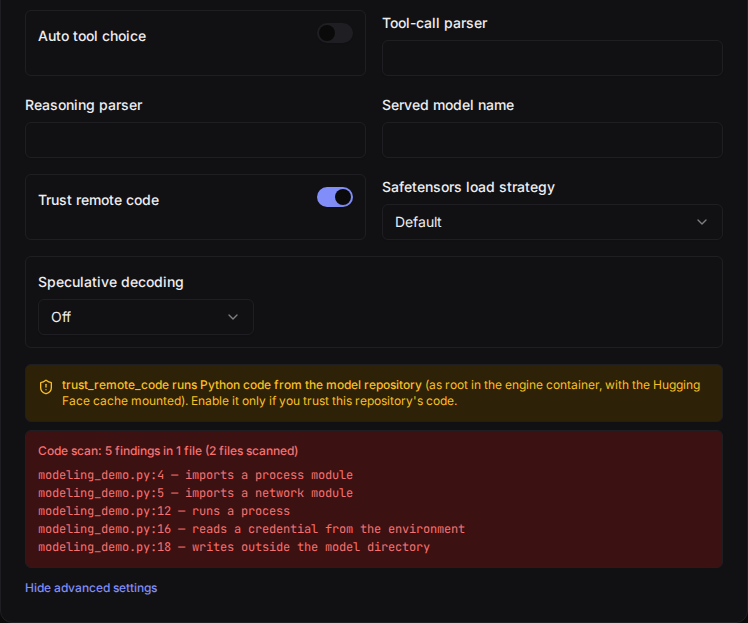 Auto tool choice
Tool-call parser
Reasoning parser
Served model name
Trust remote code
Safetensors load strategy
Default
Speculative decoding
Off
trust_remote_code runs Python code from the model repository (as root in the engine container, with the Hugging
Face cache mounted). Enable it only if you trust this repository's code.
Code scan: 5 findings in 1 file (2 files scanned)
modeling_demo.py:4 — imports a process module
modeling_demo.py:5 — imports a network module
modeling_demo.py:12 — runs a process
modeling_demo.py:16 — reads a credential from the environment
modeling_demo.py:18 — writes outside the model directory
Hide advanced settings